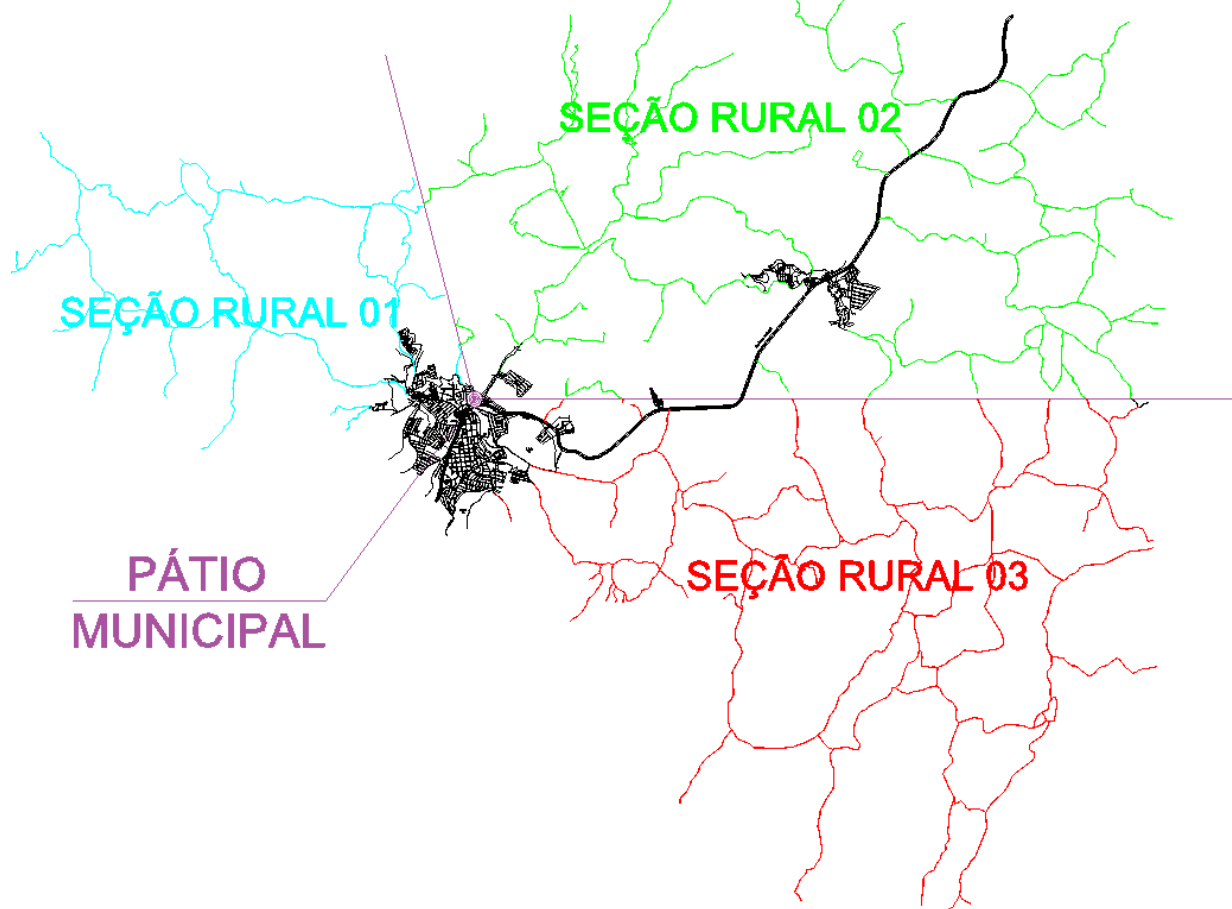 SEÇÃO RURAL 02
SEÇÃO RURAL 01
SEÇÃO RURAL 03
PÁTIO
MUNICIPAL